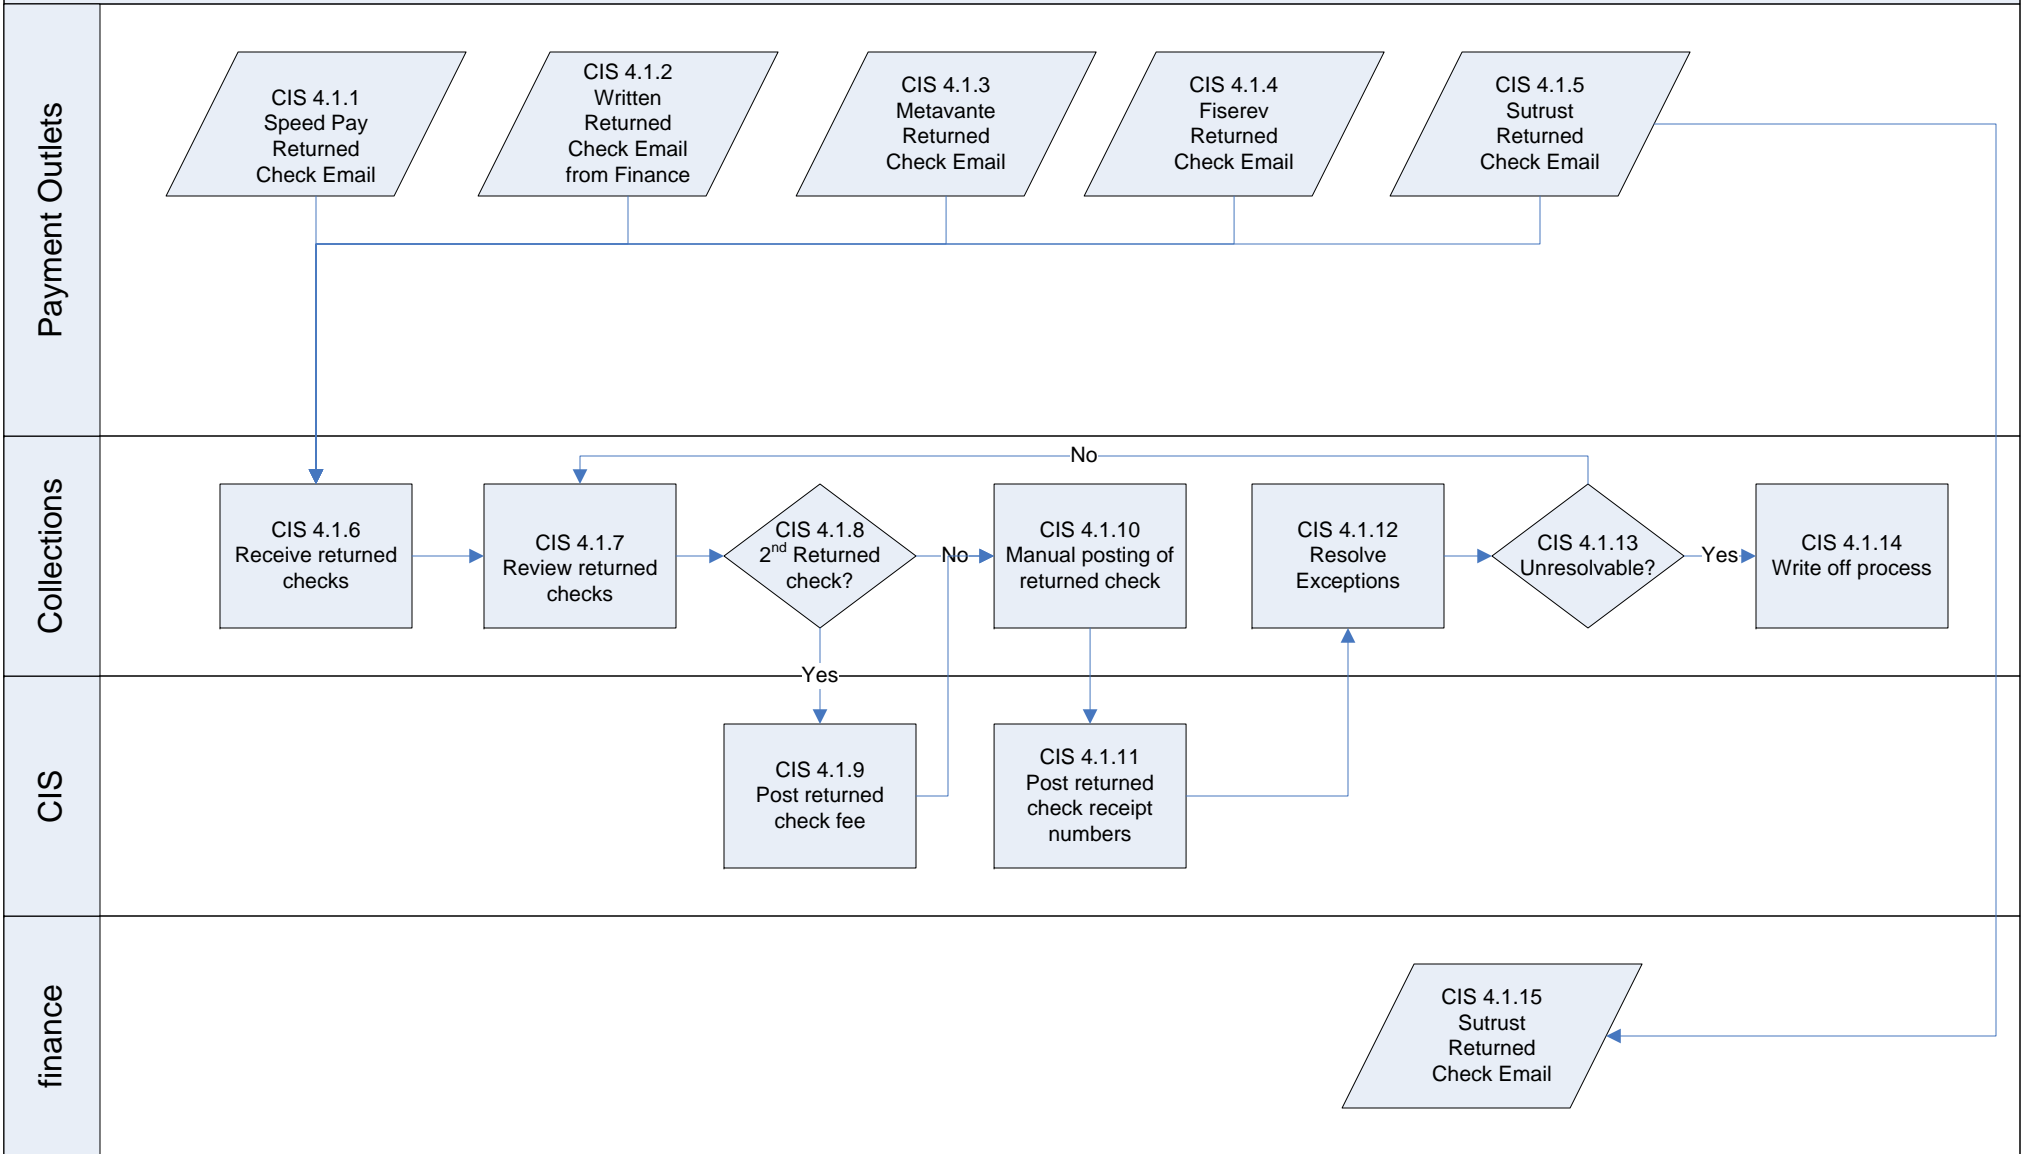 Payment Outlets
CIS 4.1.1
Speed Pay
Returned
Check Email
CIS 4.1.2
Written
Returned
Check Email
from Finance
CIS 4.1.3
Metavante
Returned
Check Email
CIS 4.1.4
Fiserev
Returned
Check Email
CIS 4.1.5
Sutrust
Returned
Check Email
Collections
No
CIS 4.1.6
Receive returned
checks
CIS 4.1.7
Review returned
checks
CIS 4.1.8
2nd Returned
check?
No
Yes
CIS 4.1.10
Manual posting of
returned check
CIS 4.1.12
Resolve
Exceptions
CIS 4.1.13
Unresolvable?
Yes
CIS 4.1.14
Write off process
CIS
CIS 4.1.9
Post returned
check fee
CIS 4.1.11
Post returned
check receipt
numbers
finance
CIS 4.1.15
Sutrust
Returned
Check Email